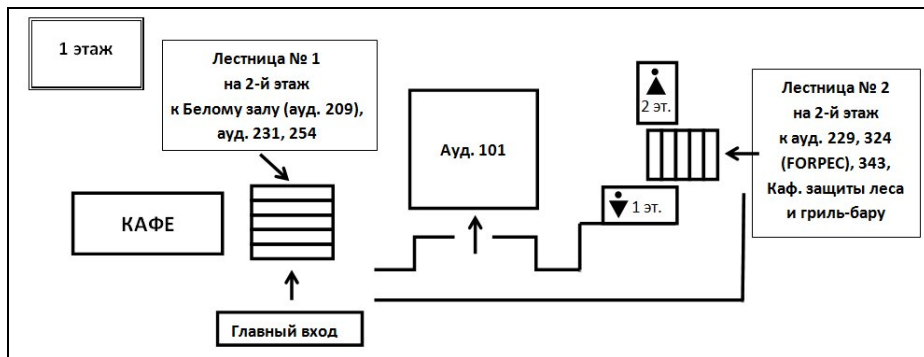 1 этаж
Лестница № 1
на 2-й этаж
к Белому залу (ауд. 209),
ауд. 231, 254
Ауд. 101
2 эт.
Лестница № 2
на 2-й этаж
к ауд. 229, 324
(FORPEC), 343,
Каф. защиты леса
и гриль-бару
1 эт.
КАФЕ
Главный вход